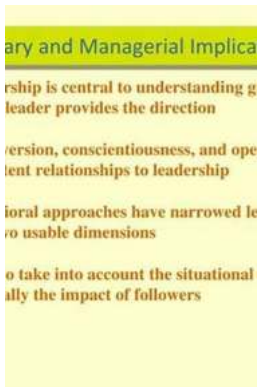 ary and Managerial Implica
rship is central to understanding g
leader provides the direction
version, conscientiousness, and ope
tent relationships to leadership
ioral approaches have narrowed le
vo usable dimensions
o take into account the situational
ally the impact of followers